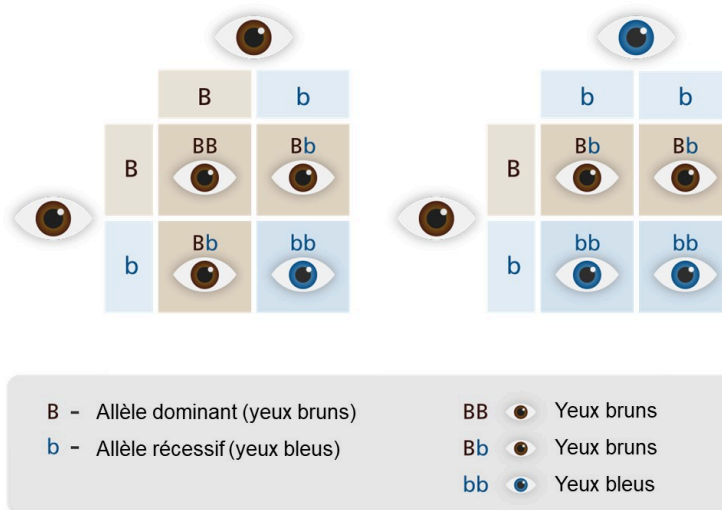 B b b b
B BB Bb B Bb Bb
b Bb bb b bb bb
B - Allèle dominant (yeux bruns)
b - Allèle récessif (yeux bleus)
BB Yeux bruns
Bb Yeux bruns
bb Yeux bleus